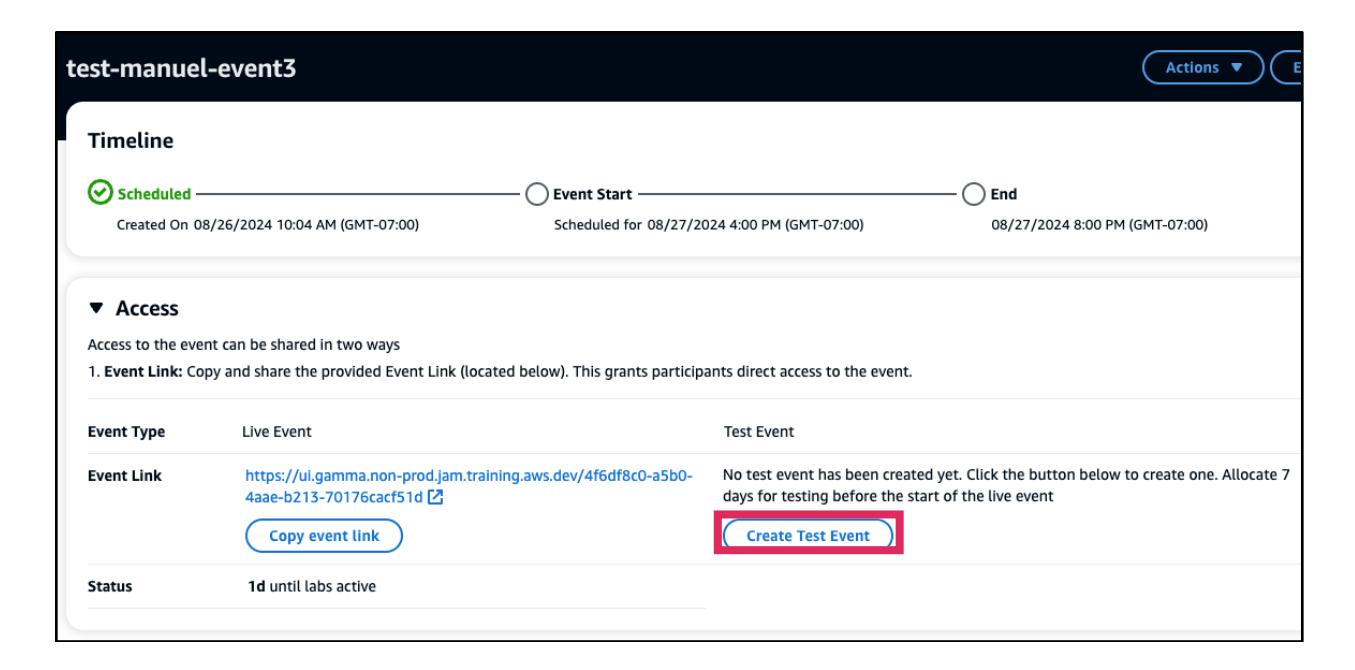 test-manuel-event3
Actions ▼
E
Timeline
Scheduled
Event Start
End
Created On 08/26/2024 10:04 AM (GMT-07:00)
Scheduled for 08/27/2024 4:00 PM (GMT-07:00)
08/27/2024 8:00 PM (GMT-07:00)
▼ Access
Access to the event can be shared in two ways
1. Event Link: Copy and share the provided Event Link (located below). This grants participants direct access to the event.
Event Type
Live Event
Test Event
Event Link
https://ui.gamma.non-prod.jam.training.aws.dev/4f6df8c0-a5b0-
4aae-b213-70176cacf51d
Copy event link
No test event has been created yet. Click the button below to create one. Allocate 7
days for testing before the start of the live event
Create Test Event
Status
1d until labs active